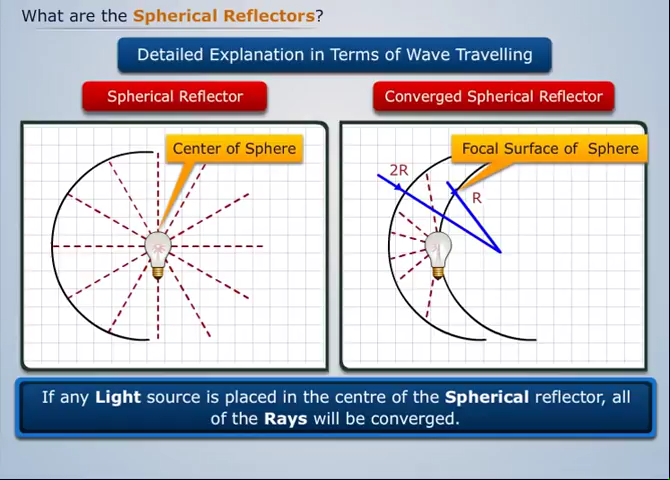 What are the Spherical Reflectors?
Detailed Explanation in Terms of Wave Travelling
Spherical Reflector
Converged Spherical Reflector
Center of Sphere
Focal Surface of Sphere
2R
R
If any Light source is placed in the centre of the Spherical reflector, all
of the Rays will be converged.